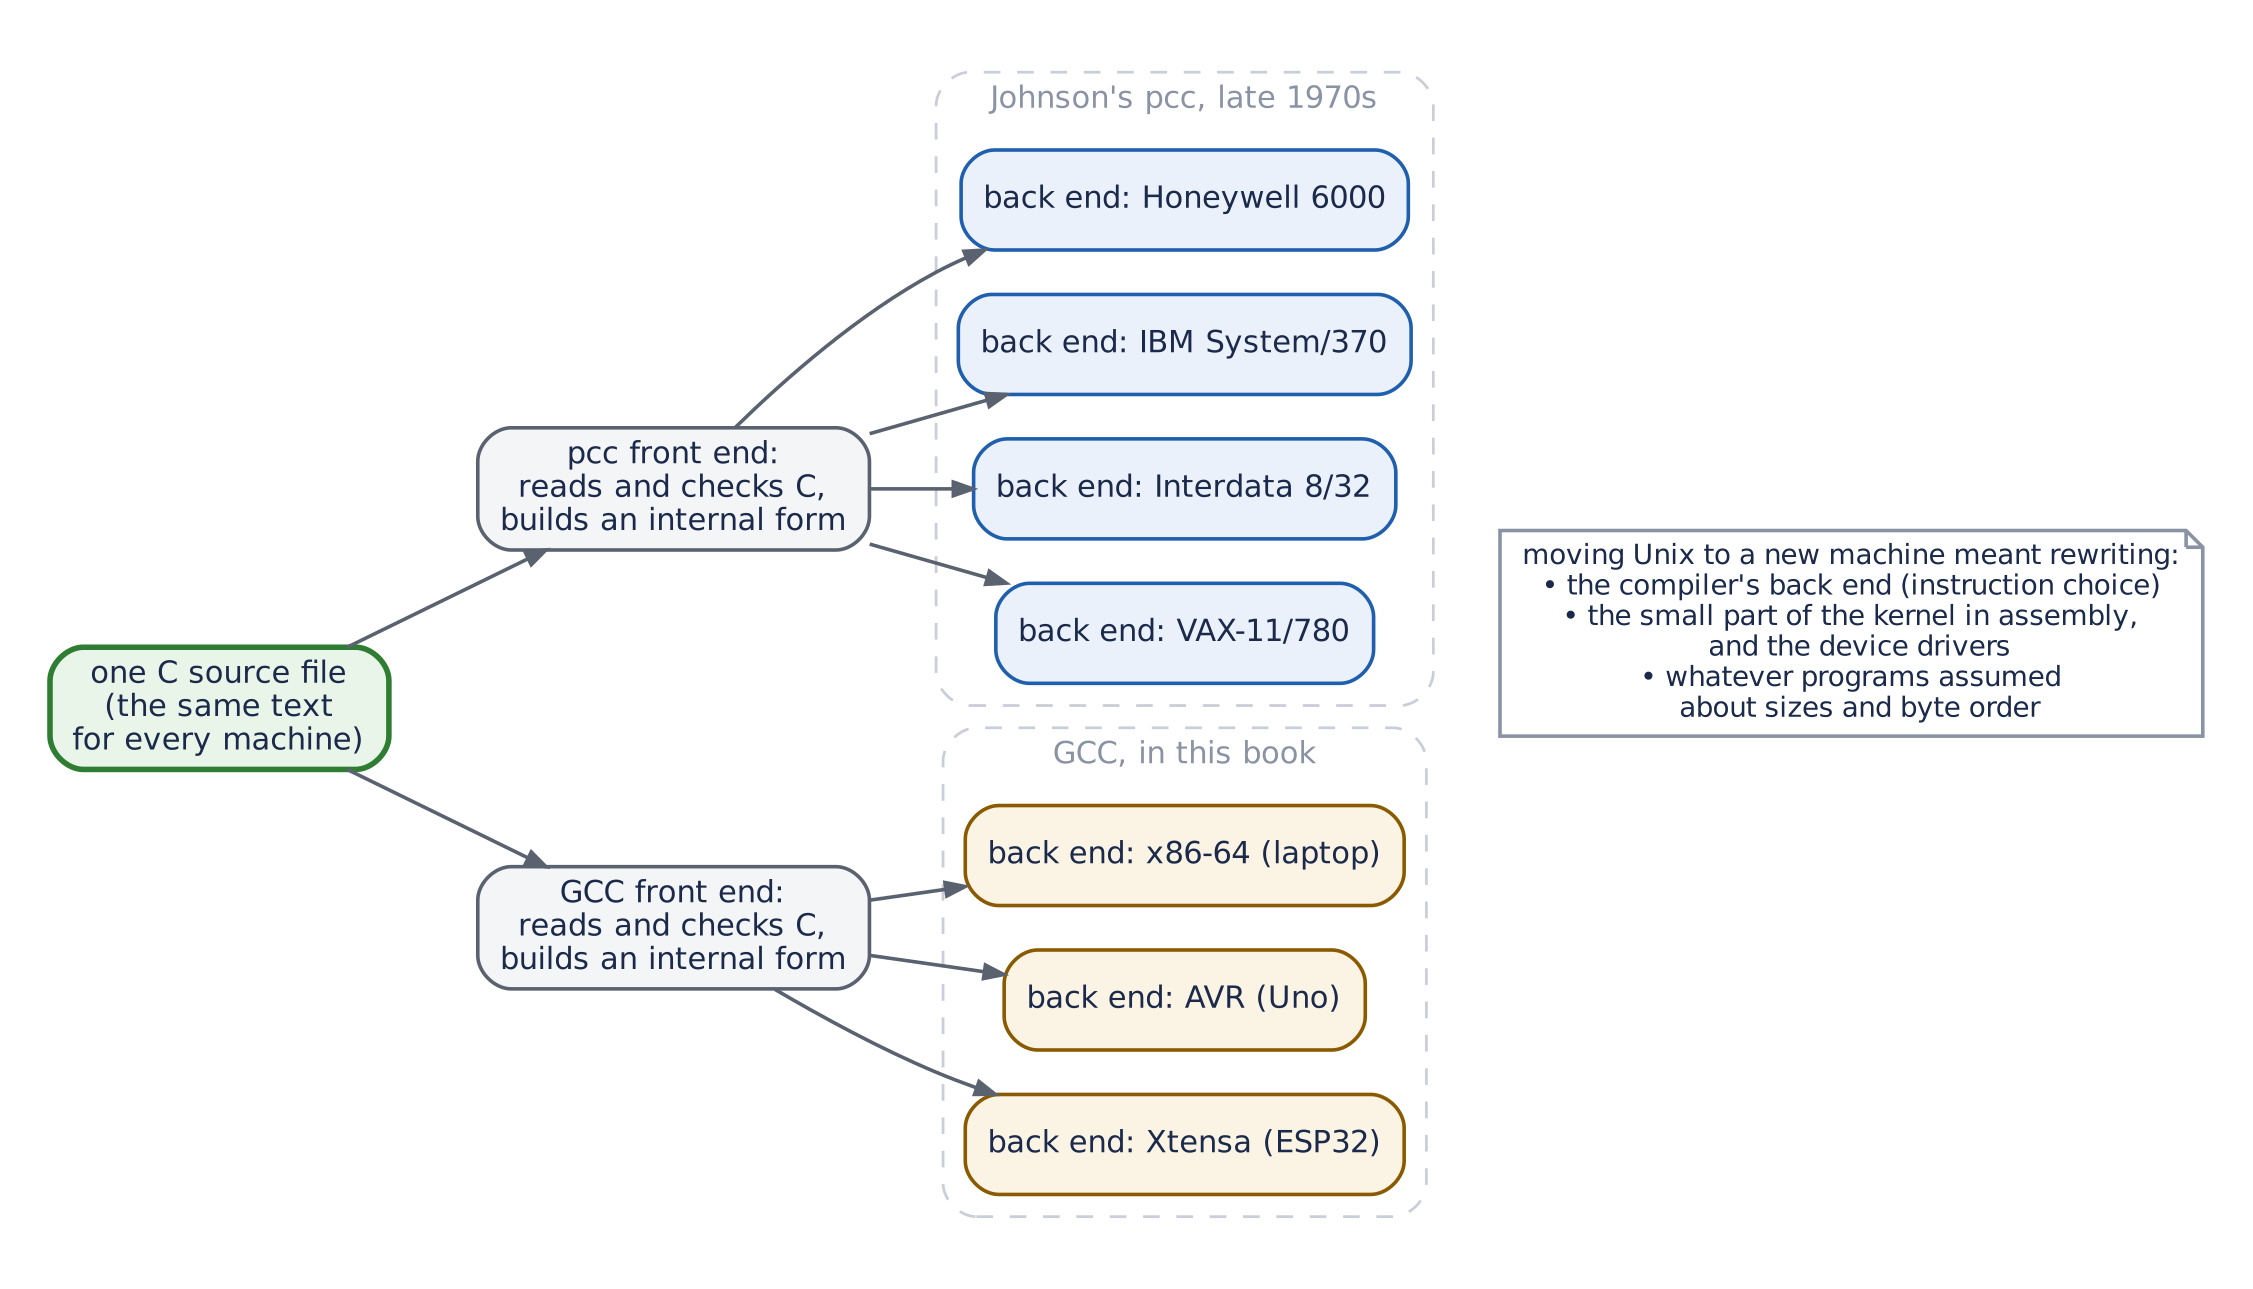 Johnson's pcc, late 1970s
back end: Honeywell 6000
back end: IBM System/370
back end: Interdata 8/32
back end: VAX-11/780
pcc front end:
reads and checks C,
builds an internal form
one C source file
(the same text
for every machine)
GCC front end:
reads and checks C,
builds an internal form
GCC, in this book
back end: x86-64 (laptop)
back end: AVR (Uno)
back end: Xtensa (ESP32)
moving Unix to a new machine meant rewriting:
• the compiler's back end (instruction choice)
• the small part of the kernel in assembly,
and the device drivers
• whatever programs assumed
about sizes and byte order